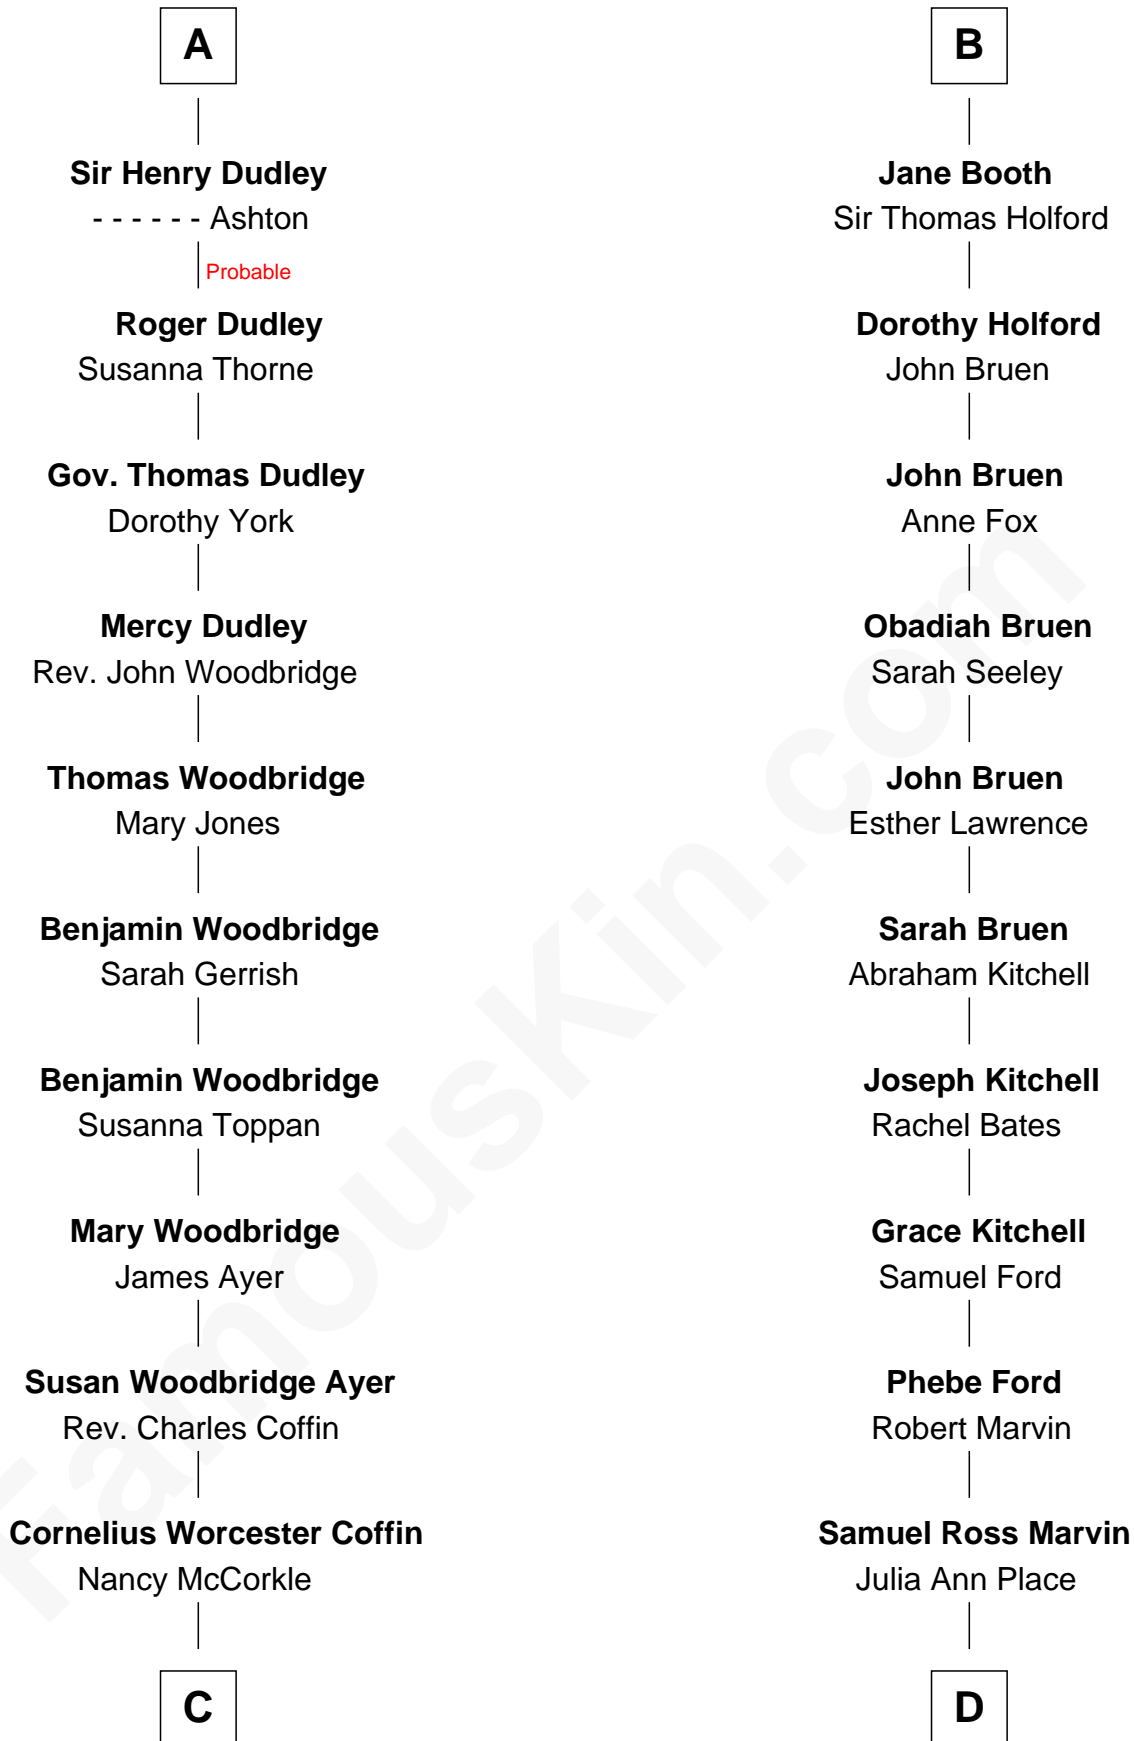 A
Sir Henry Dudley
- - - - - - Ashton
Probable
Roger Dudley
Susanna Thorne
Gov. Thomas Dudley
Dorothy York
Mercy Dudley
Rev. John Woodbridge
Thomas Woodbridge
Mary Jones
Benjamin Woodbridge
Sarah Gerrish
Benjamin Woodbridge
Susanna Toppan
Mary Woodbridge
James Ayer
Susan Woodbridge Ayer
Rev. Charles Coffin
Cornelius Worcester Coffin
Nancy McCorkle
C
B
Jane Booth
Sir Thomas Holford
Dorothy Holford
John Bruen
John Bruen
Anne Fox
Obadiah Bruen
Sarah Seeley
John Bruen
Esther Lawrence
Sarah Bruen
Abraham Kitchell
Joseph Kitchell
Rachel Bates
Grace Kitchell
Samuel Ford
Phebe Ford
Robert Marvin
Samuel Ross Marvin
Julia Ann Place
D
FamousKin.com